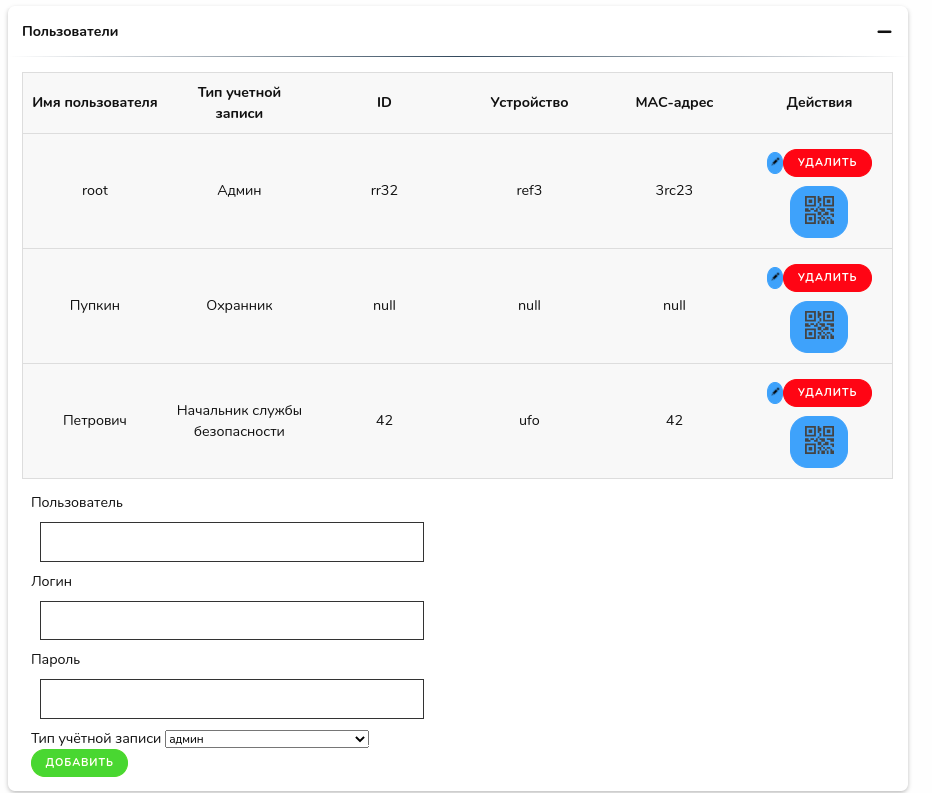 Пользователи
Имя пользователя Тип учетной записи ID Устройство MAC-адрес Действия
root Админ rr32 ref3 3rc23 УДАЛИТЬ
Пупкин Охранник null null null УДАЛИТЬ
Петрович Начальник службы безопасности 42 ufo 42 УДАЛИТЬ
Пользователь
Логин
Пароль
Тип учётной записи админ
ДОБАВИТЬ